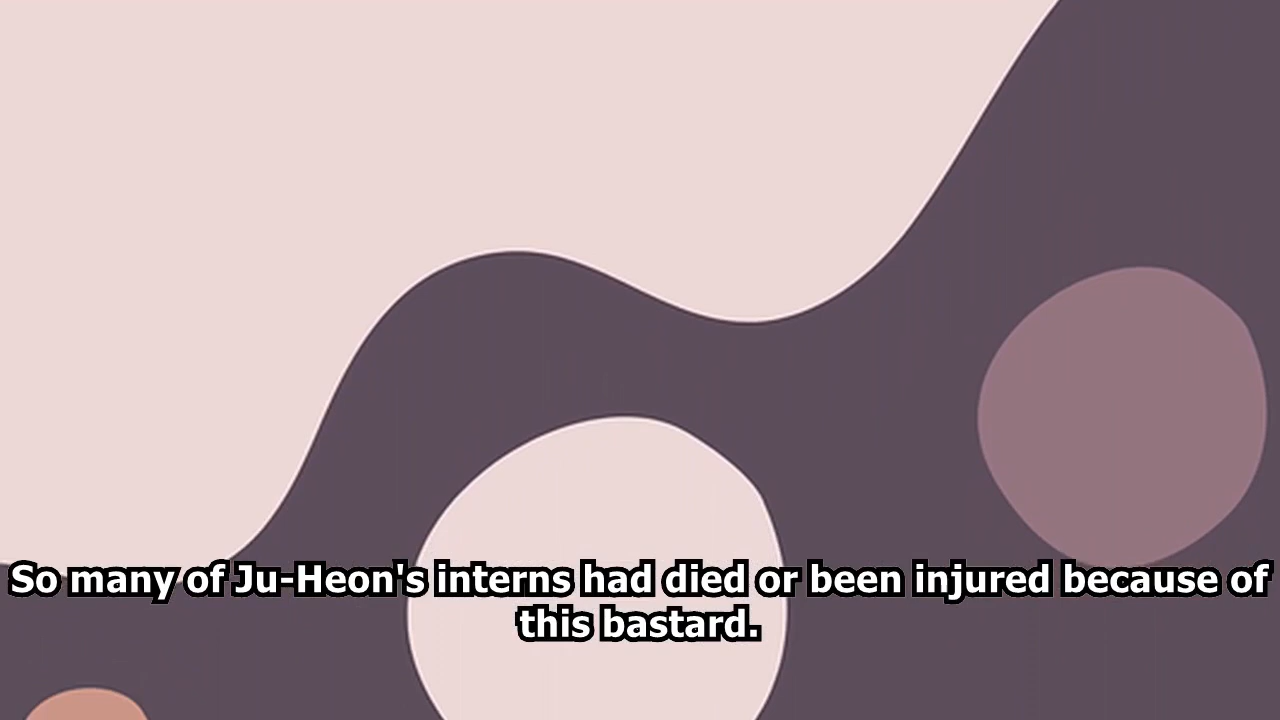 So many of Ju-Heon's interns had died or been injured because of
this bastard.